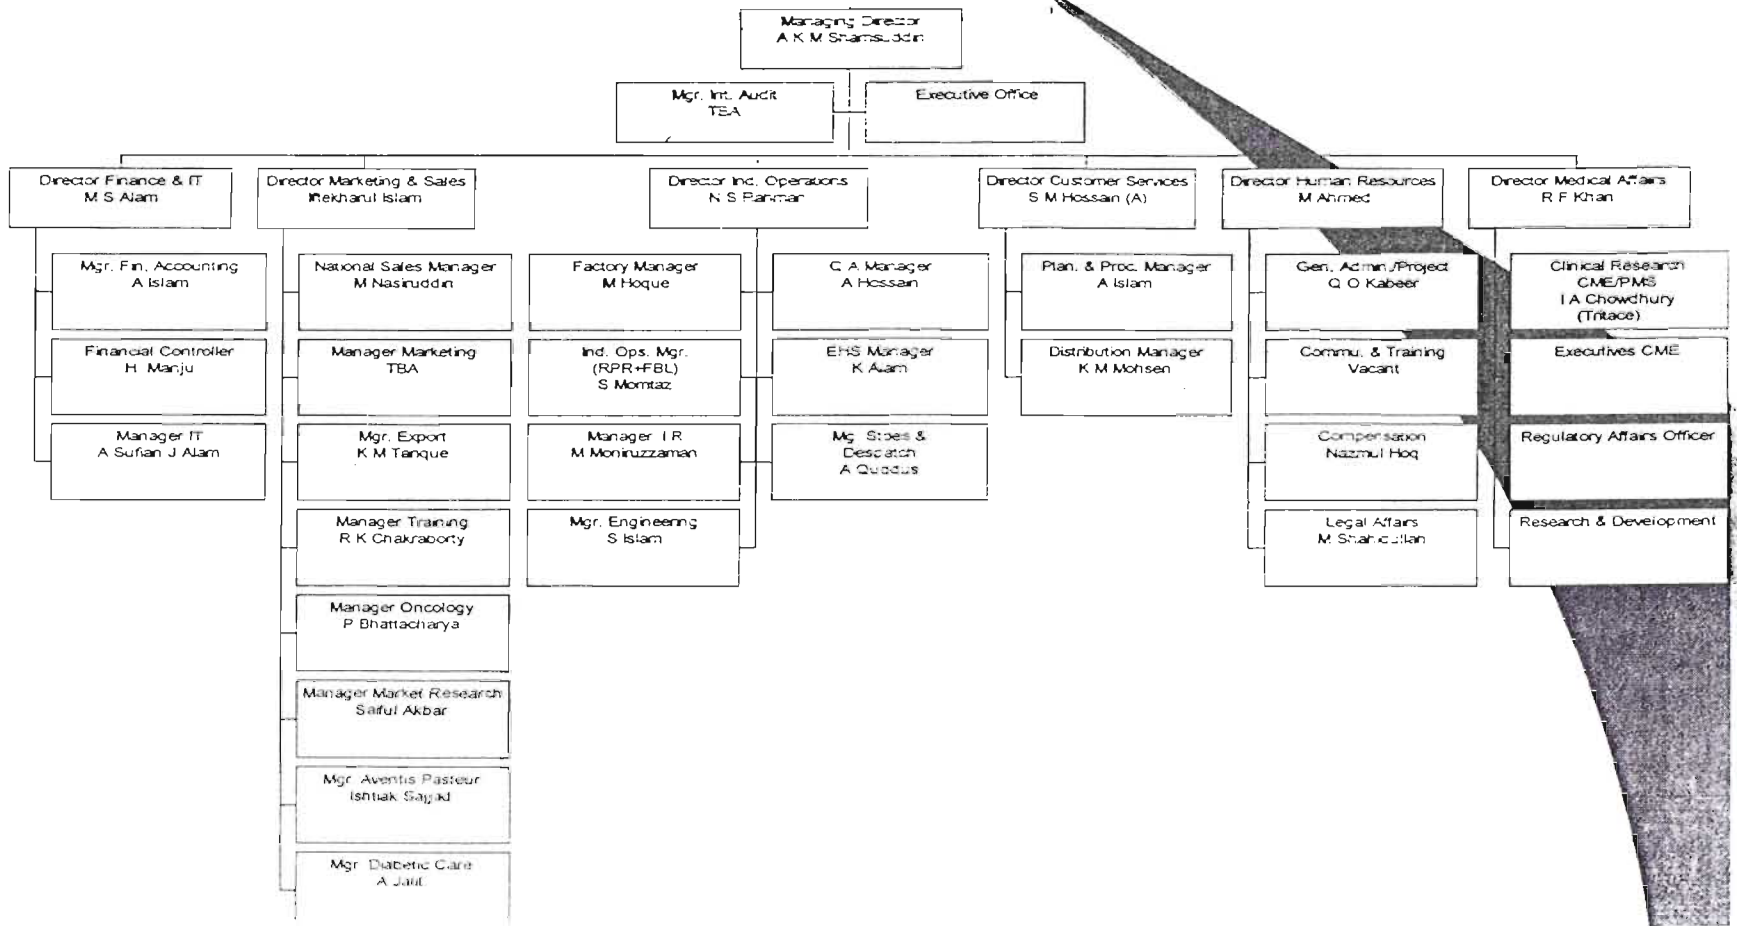 Managing Director
A K M Shamsuddin
Mgr. Int. Audit
TBA
Executive Office
Director Finance & IT
M S Alam
Director Marketing & Sales
Iftekharul Islam
Director Ind. Operations
N S Rahman
Director Customer Services
S M Hossain (A)
Director Human Resources
M Ahmed
Director Medical Affairs
R F Khan
Mgr. Fin. Accounting
A Islam
Financial Controller
H. Manju
Manager IT
A Sufian J Alam
National Sales Manager
M Nasiruddin
Manager Marketing
TBA
Mgr. Export
K M Tanque
Manager Training
R K Chakraborty
Manager Oncology
P Bhattacharya
Manager Market Research
Saiful Akbar
Mgr. Aventis Pasteur
Ishtiak Sajjad
Mgr. Diabetic Care
A Jalil
Factory Manager
M Hoque
Ind. Ops. Mgr.
(RPR+FBL)
S Momtaz
Manager I R
M Moniruzzaman
Mgr. Engineering
S Islam
Q A Manager
A Hossain
EHS Manager
K Alam
Mg. Stores &
Despatch
A Quddus
Plan. & Proc. Manager
A Islam
Distribution Manager
K M Mohsen
Gen. Admin./Project
Q O Kabeer
Commu. & Training
Vacant
Compensation
Nazmul Hoq
Legal Affairs
M Shahidullah
Clinical Research
CME/PMS
I A Chowdhury
(Tritace)
Executives CME
Regulatory Affairs Officer
Research & Development